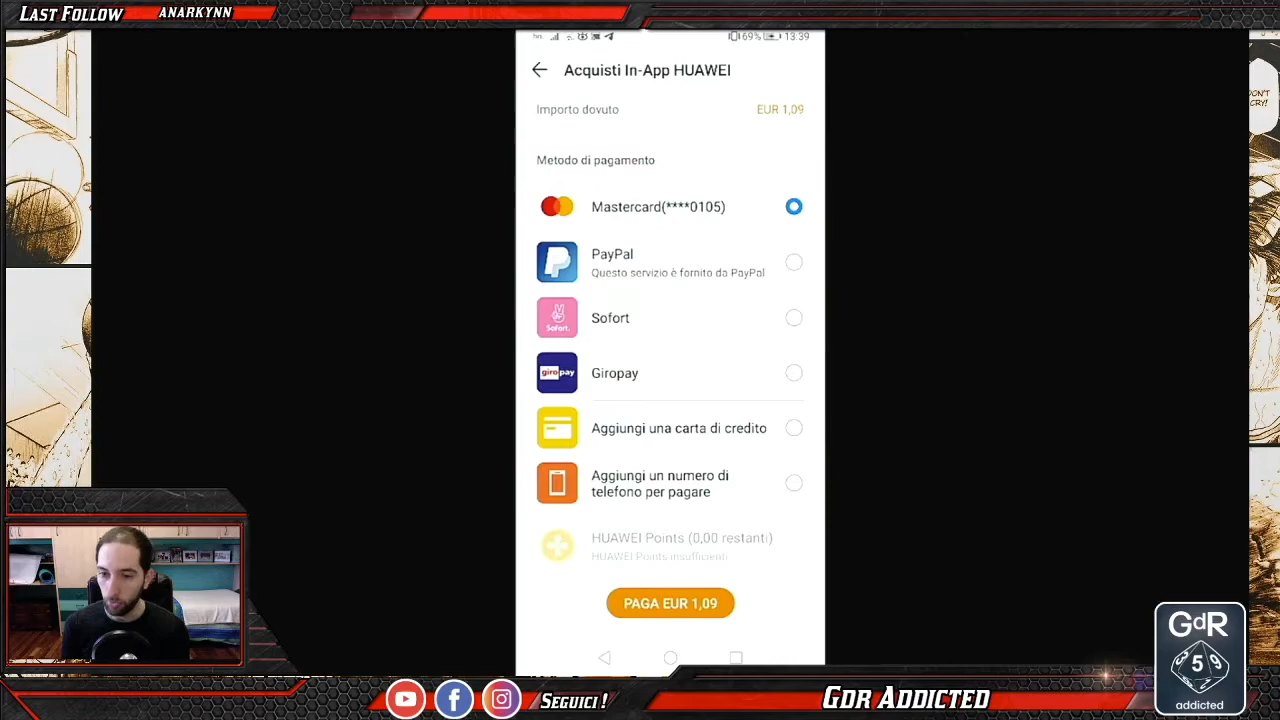 LAST FOLLOW
ANARKYNN
69%
13:39
Acquisti In-App HUAWEI
Importo dovuto
EUR 1,09
Metodo di pagamento
Mastercard(****0105)
PayPal
Questo servizio è fornito da PayPal
Sofort.
Sofort
giropay
Giropay
Aggiungi una carta di credito
Aggiungi un numero di
telefono per pagare
HUAWEI Points (0,00 restanti)
HUAWEI Points insufficienti
PAGA EUR 1,09
SEGUICI !
GDR ADDICTED
GdR
5
9
addicted